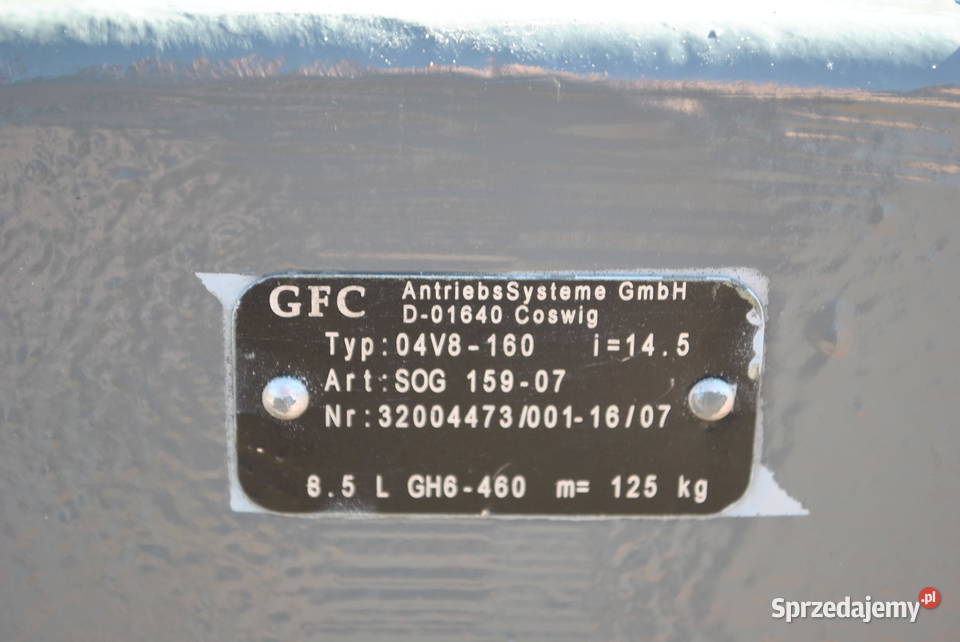 GFC AntriebsSysteme GmbH
D-01640 Coswig
Typ:04V8-160 i=14.5
Art:SOG 159-07
Nr:32004473/001-16/07
8.5 L GH6-460 m= 125 kg
Sprzedajemy.pl